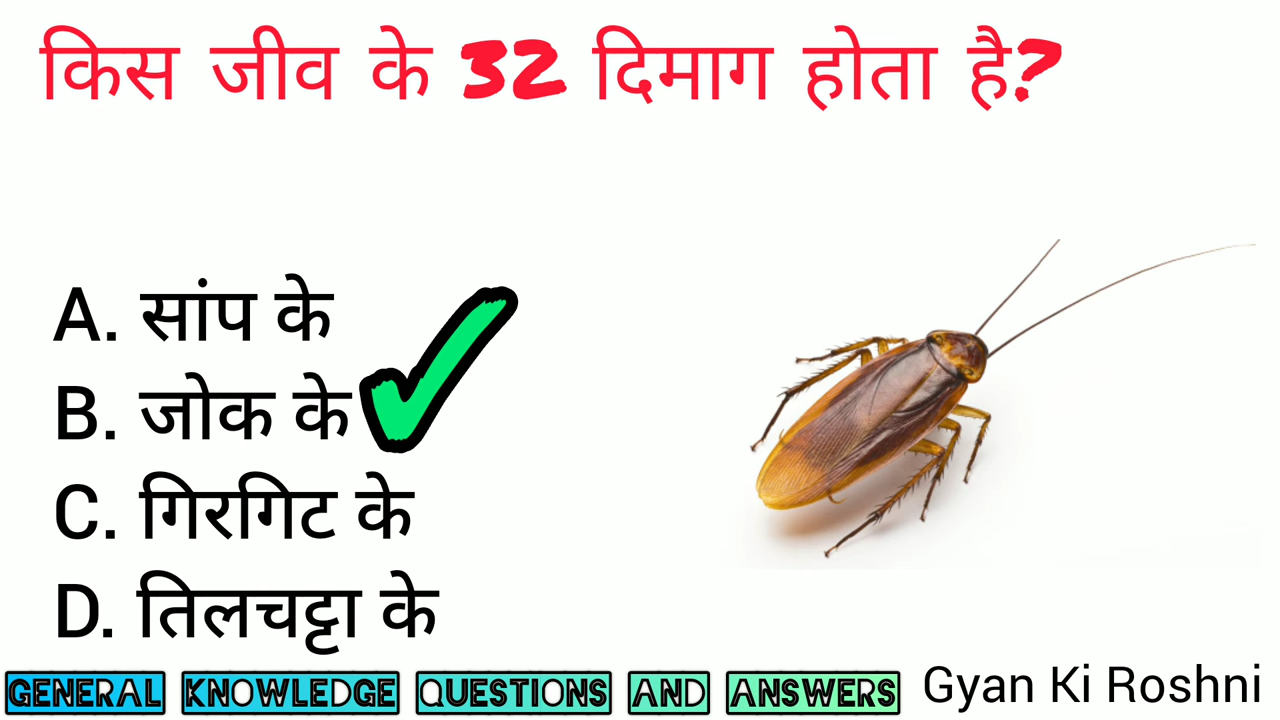 किस जीव के 32 दिमाग होता है?
A. सांप के
B. जोक के
C. गिरगिट के
D. तिलचट्टा के
GENERAL KNOWLEDGE QUESTIONS AND ANSWERS Gyan Ki Roshni